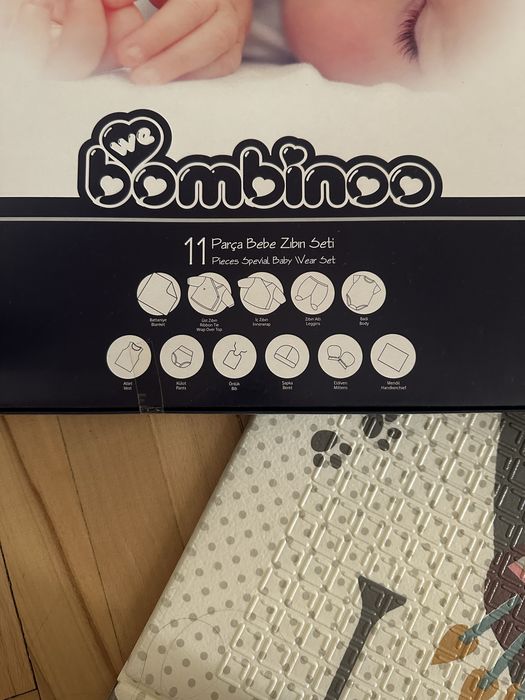 we
bombinoo
11 Parça Bebe Zıbın Seti
Pieces Spevial Baby Wear Set
Battaniye
Blanket
Üst Zıbın
Ribbon Tie
Wrap Over Top
İç Zıbın
Innerwrap
Zıbın Altı
Leggins
Badi
Body
Atlet
Vest
Külot
Pants
Önlük
Bib
Şapka
Beret
Eldiven
Mittens
Mendil
Handkerchief